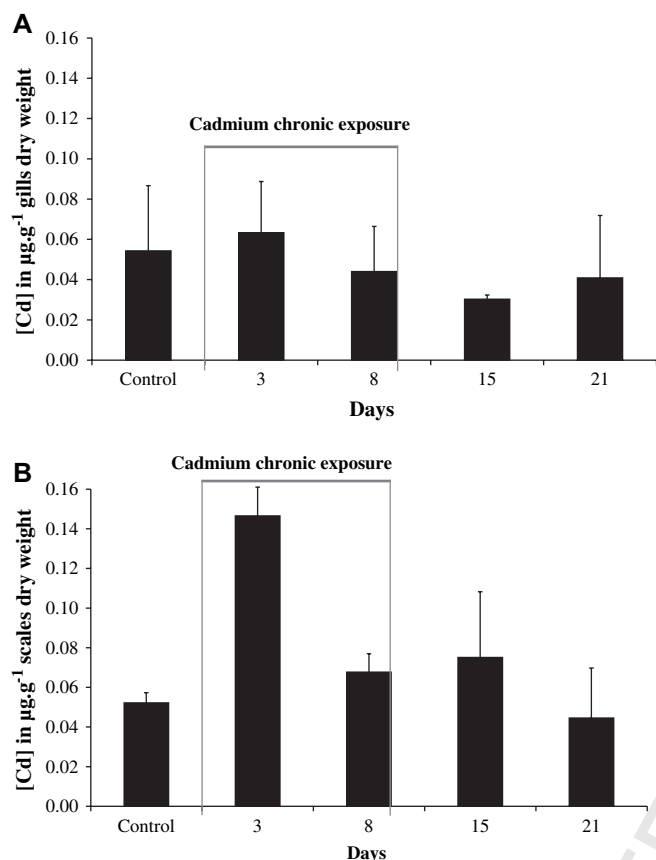 A
[Cd] in µg.g⁻¹ gills dry weight
0.16
0.14
0.12
0.10
0.08
0.06
0.04
0.02
0.00
Cadmium chronic exposure
Control 3 8 15 21
Days
B
[Cd] in µg.g⁻¹ scales dry weight
Cadmium chronic exposure
0.16
0.14
0.12
0.10
0.08
0.06
0.04
0.02
0.00
Control 3 8 15 21
Days